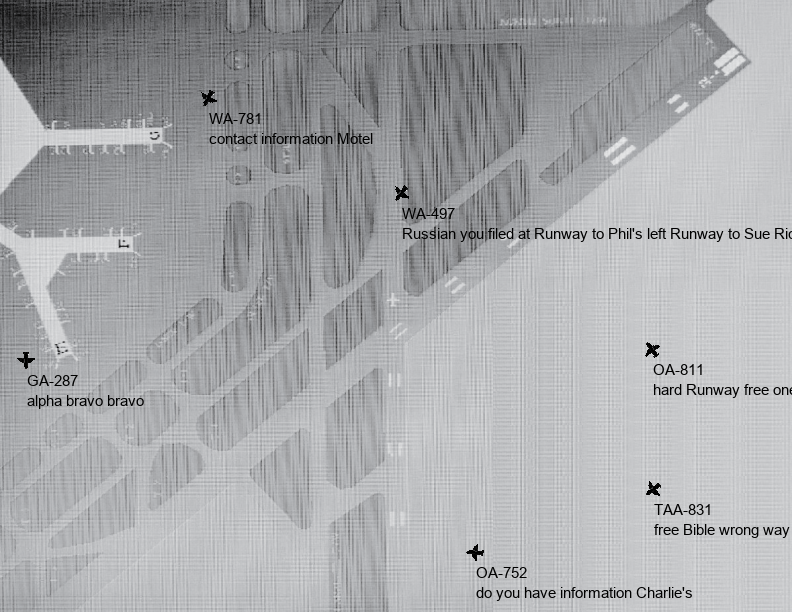 WA-781
contact information Motel
WA-497
Russian you filed at Runway to Phil's left Runway to Sue
OA-811
hard Runway free
GA-287
alpha bravo bravo
TAA-831
free Bible wrong way
OA-752
do you have information Charlie's